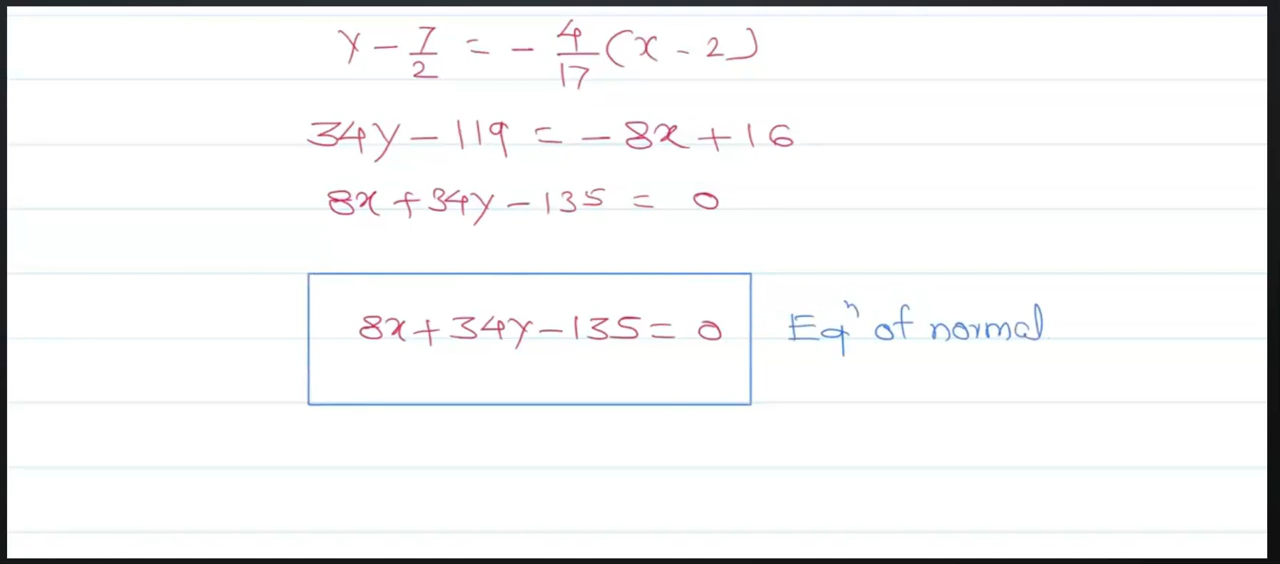 y - 7/2 = - 4/17 (x - 2)
34y - 119 = - 8x + 16
8x + 34y - 135 = 0
8x + 34y - 135 = 0 Eqⁿ of normal